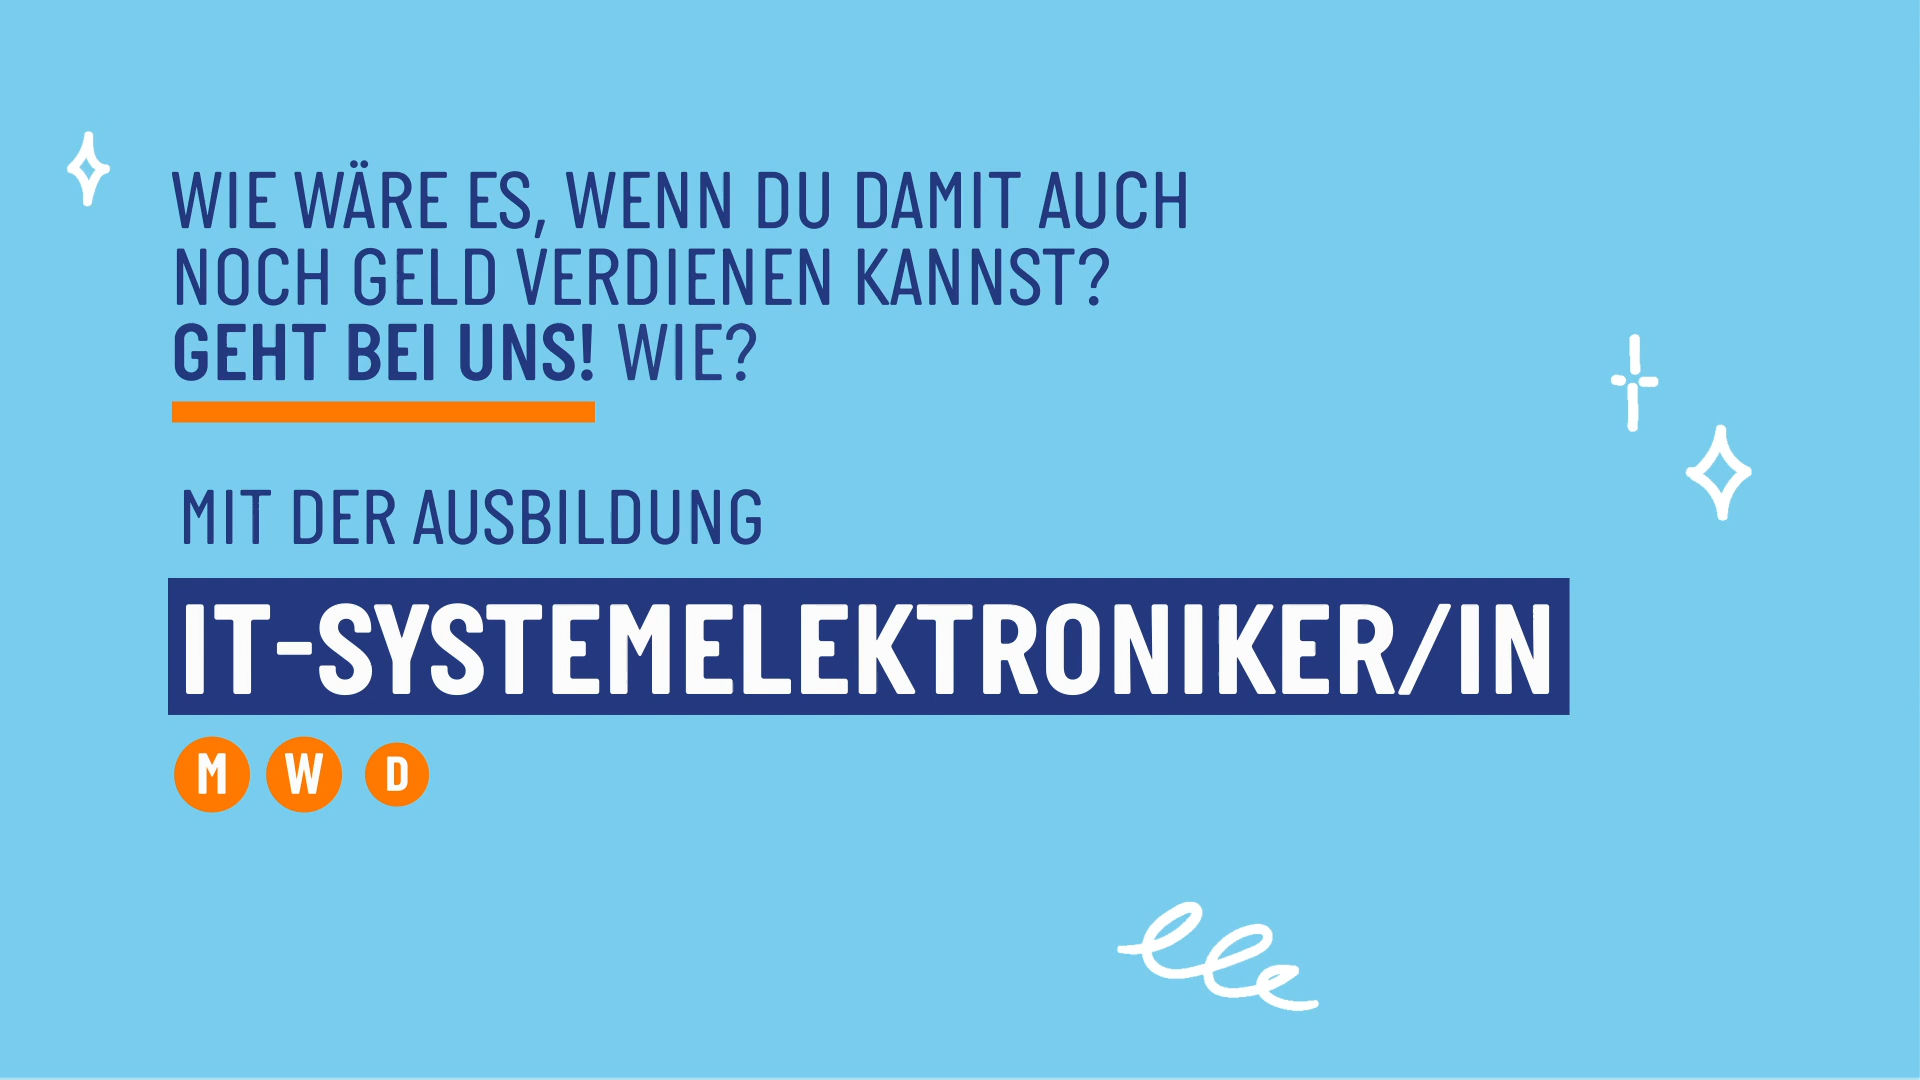 WIE WÄRE ES, WENN DU DAMIT AUCH
NOCH GELD VERDIENEN KANNST?
GEHT BEI UNS! WIE?
MIT DER AUSBILDUNG
IT-SYSTEMELEKTRONIKER/IN
M W D